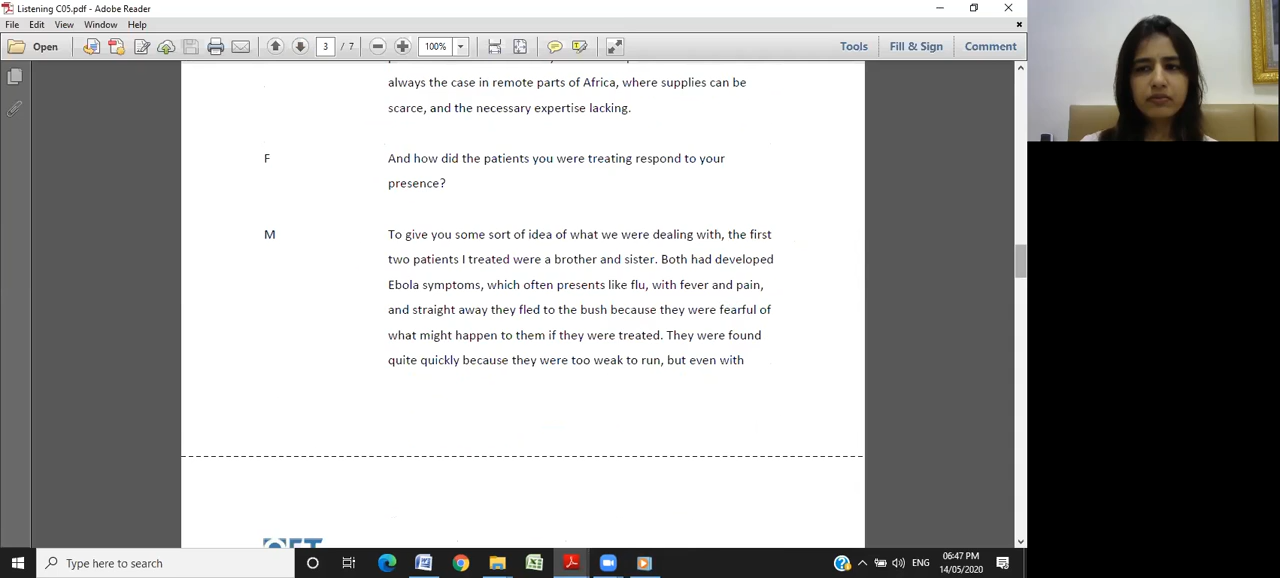 Listening C05.pdf - Adobe Reader
File Edit View Window Help
Open 3 / 7 100% Tools Fill & Sign Comment
always the case in remote parts of Africa, where supplies can be
scarce, and the necessary expertise lacking.
F And how did the patients you were treating respond to your
presence?
M To give you some sort of idea of what we were dealing with, the first
two patients I treated were a brother and sister. Both had developed
Ebola symptoms, which often presents like flu, with fever and pain,
and straight away they fled to the bush because they were fearful of
what might happen to them if they were treated. They were found
quite quickly because they were too weak to run, but even with
Type here to search
ENG
06:47 PM
14/05/2020